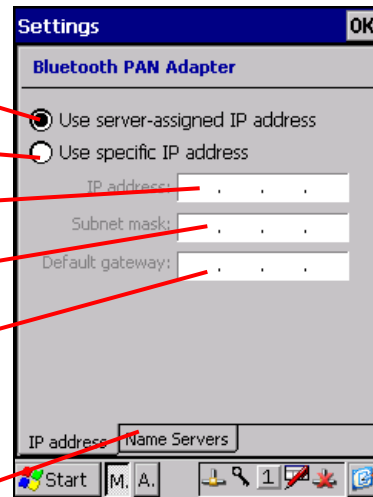 Settings OK
Bluetooth PAN Adapter
Use server-assigned IP address
Use specific IP address
IP address: . . .
Subnet mask: . . .
Default gateway: . . .
IP address Name Servers
Start M. A. 1